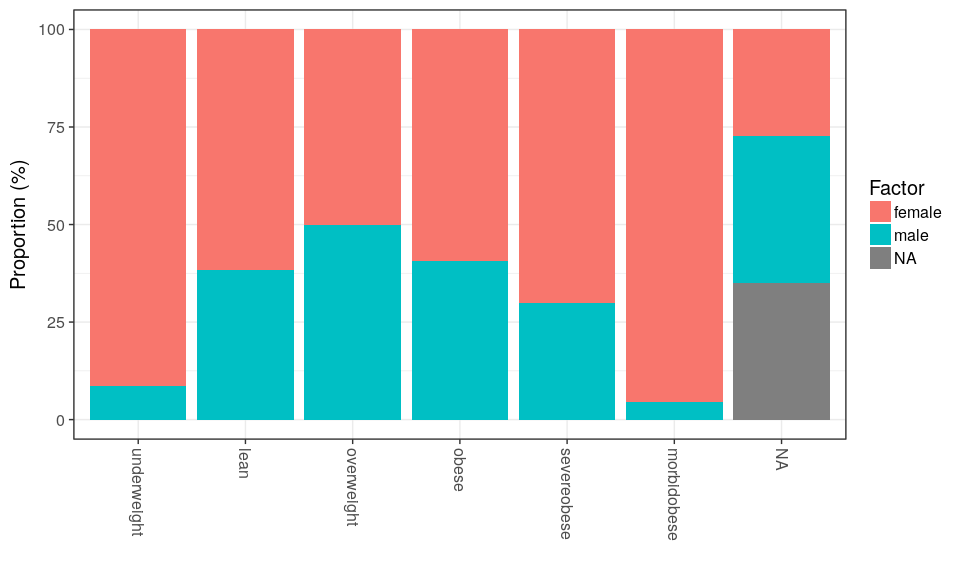 Proportion (%)
100
75
50
25
0
underweight
lean
overweight
obese
severeobese
morbidobese
NA
Factor
female
male
NA